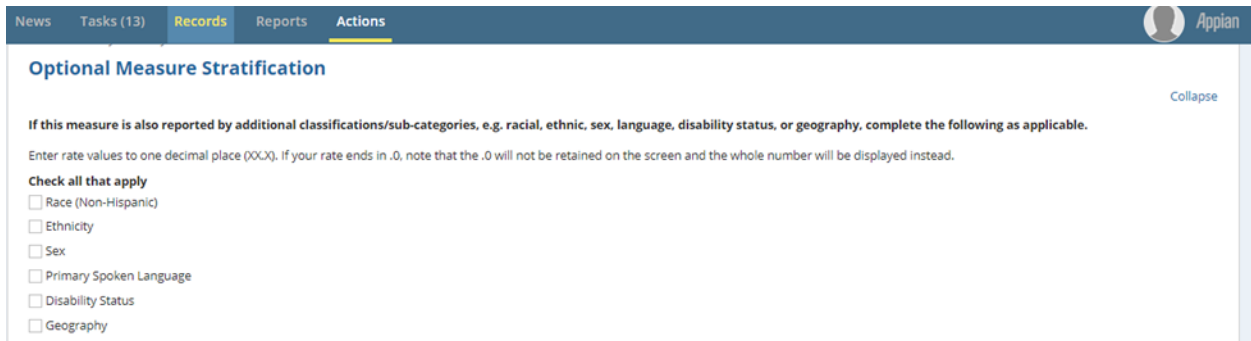 News Tasks (13) Records Reports Actions Appian
Optional Measure Stratification
Collapse
If this measure is also reported by additional classifications/sub-categories, e.g. racial, ethnic, sex, language, disability status, or geography, complete the following as applicable.
Enter rate values to one decimal place (XX.X). If your rate ends in .0, note that the .0 will not be retained on the screen and the whole number will be displayed instead.
Check all that apply
Race (Non-Hispanic)
Ethnicity
Sex
Primary Spoken Language
Disability Status
Geography